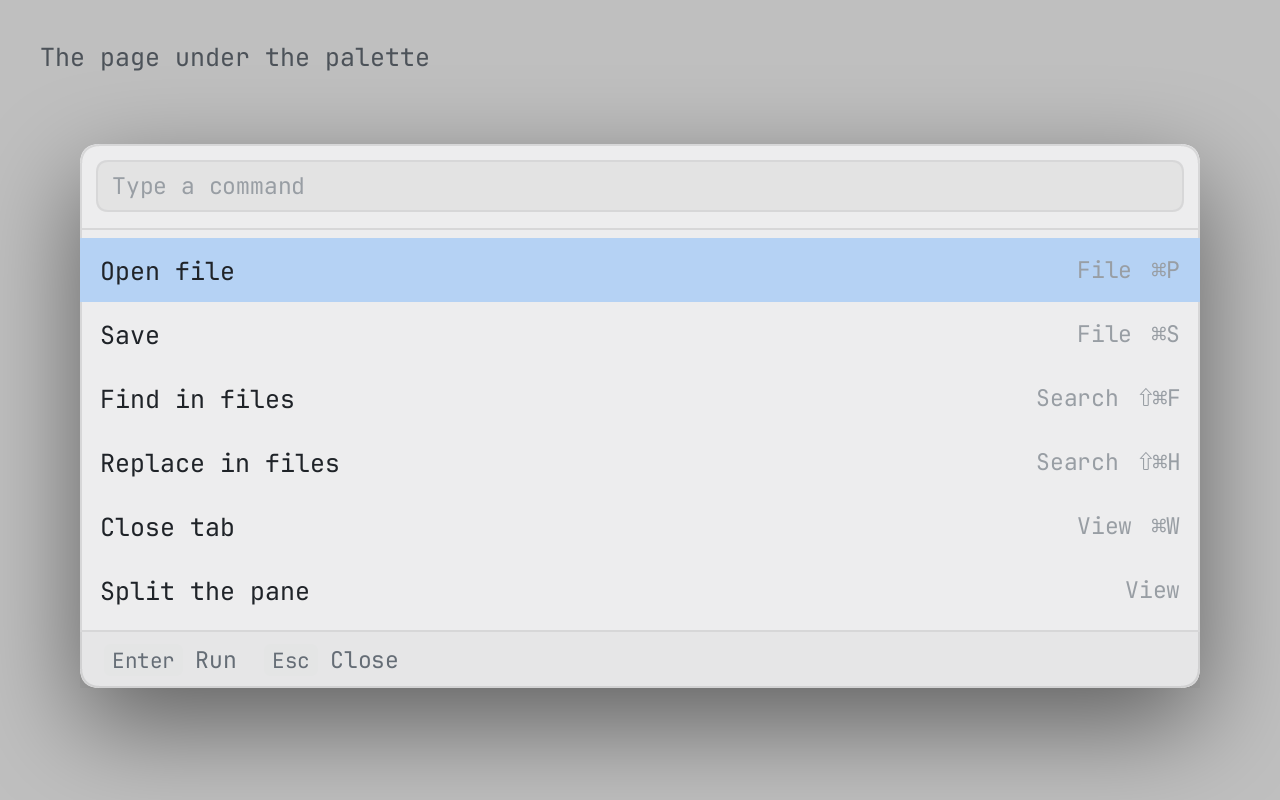 The page under the palette
Type a command
Open file File ⌘P
Save File ⌘S
Find in files Search ⇧⌘F
Replace in files Search ⇧⌘H
Close tab View ⌘W
Split the pane View
Enter Run Esc Close